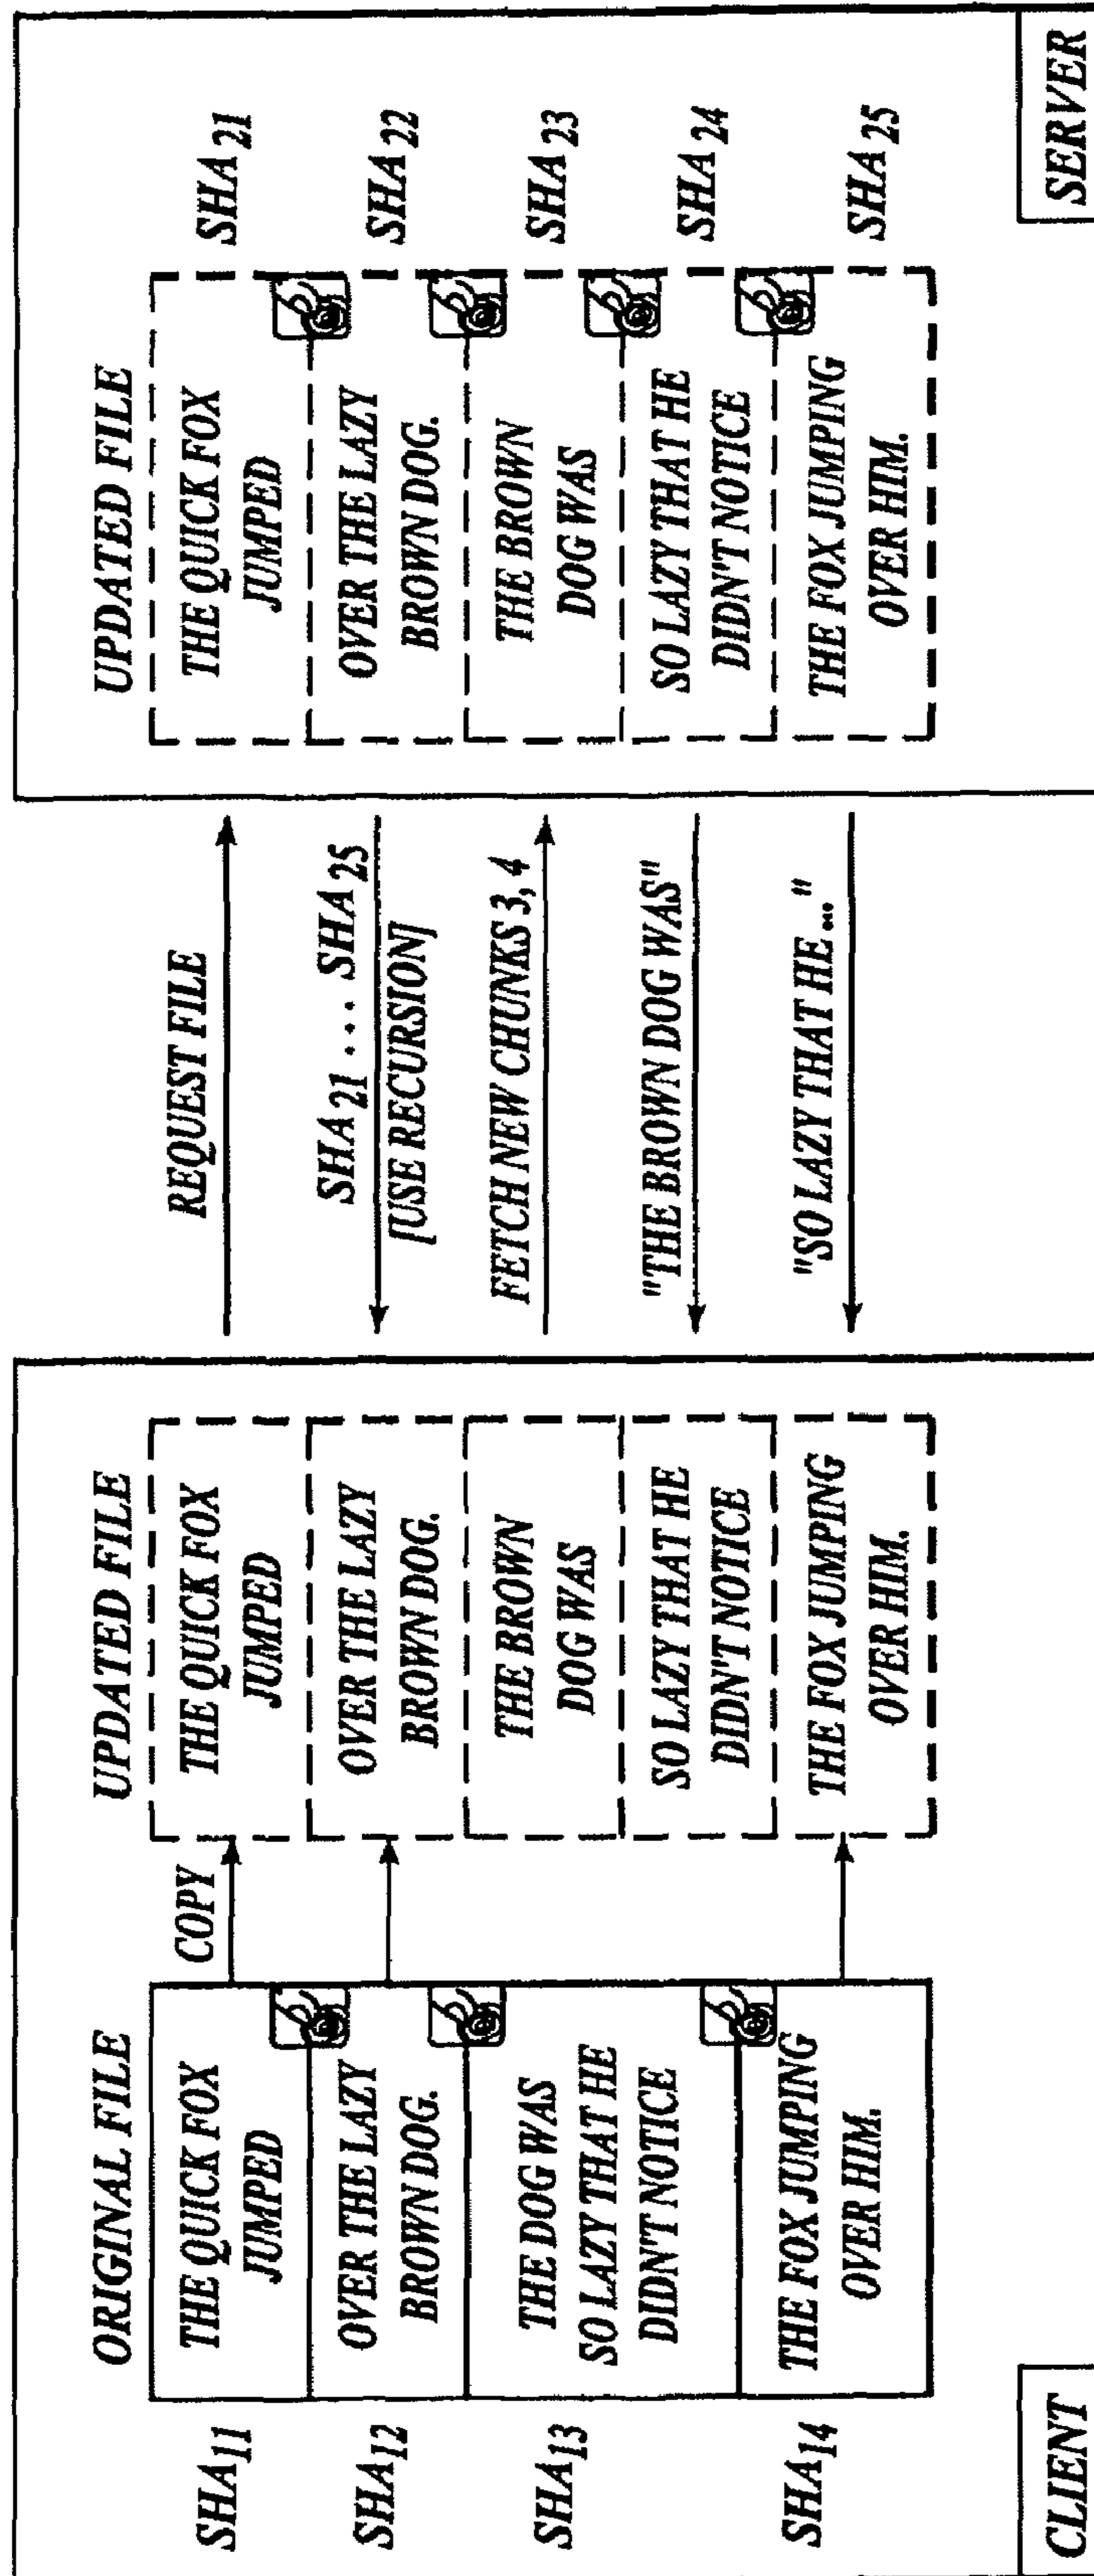 ORIGINAL FILE
SHA11
THE QUICK FOX
JUMPED
SHA12
OVER THE LAZY
BROWN DOG.
SHA13
THE DOG WAS
SO LAZY THAT HE
DIDN'T NOTICE
SHA14
THE FOX JUMPING
OVER HIM.
COPY
UPDATED FILE
THE QUICK FOX
JUMPED
OVER THE LAZY
BROWN DOG.
THE BROWN
DOG WAS
SO LAZY THAT HE
DIDN'T NOTICE
THE FOX JUMPING
OVER HIM.
CLIENT
REQUEST FILE
SHA21 .... SHA25
[USE RECURSION]
FETCH NEW CHUNKS 3, 4
"THE BROWN DOG WAS"
"SO LAZY THAT HE ..."
UPDATED FILE
THE QUICK FOX
JUMPED
SHA21
OVER THE LAZY
BROWN DOG.
SHA22
THE BROWN
DOG WAS
SHA23
SO LAZY THAT HE
DIDN'T NOTICE
SHA24
THE FOX JUMPING
OVER HIM.
SHA25
SERVER